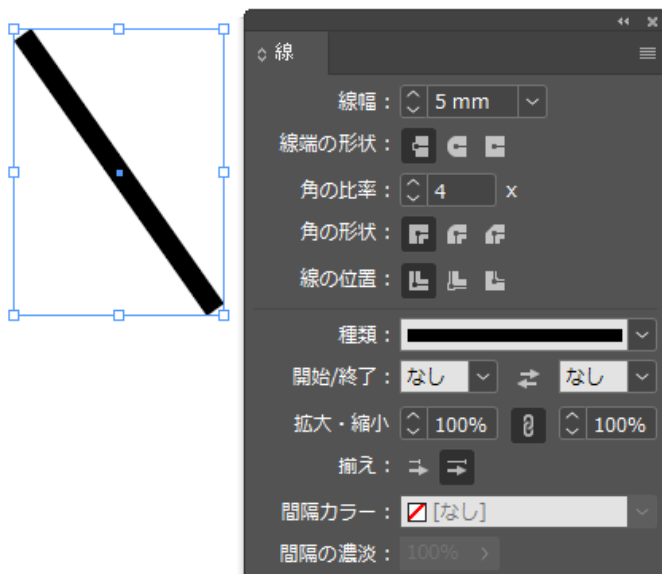 線
線幅： 5 mm
線端の形状：
角の比率： 4 x
角の形状：
線の位置：
種類：
開始/終了： なし なし
拡大・縮小 100% 100%
揃え：
間隔カラー： [なし]
間隔の濃淡： 100%